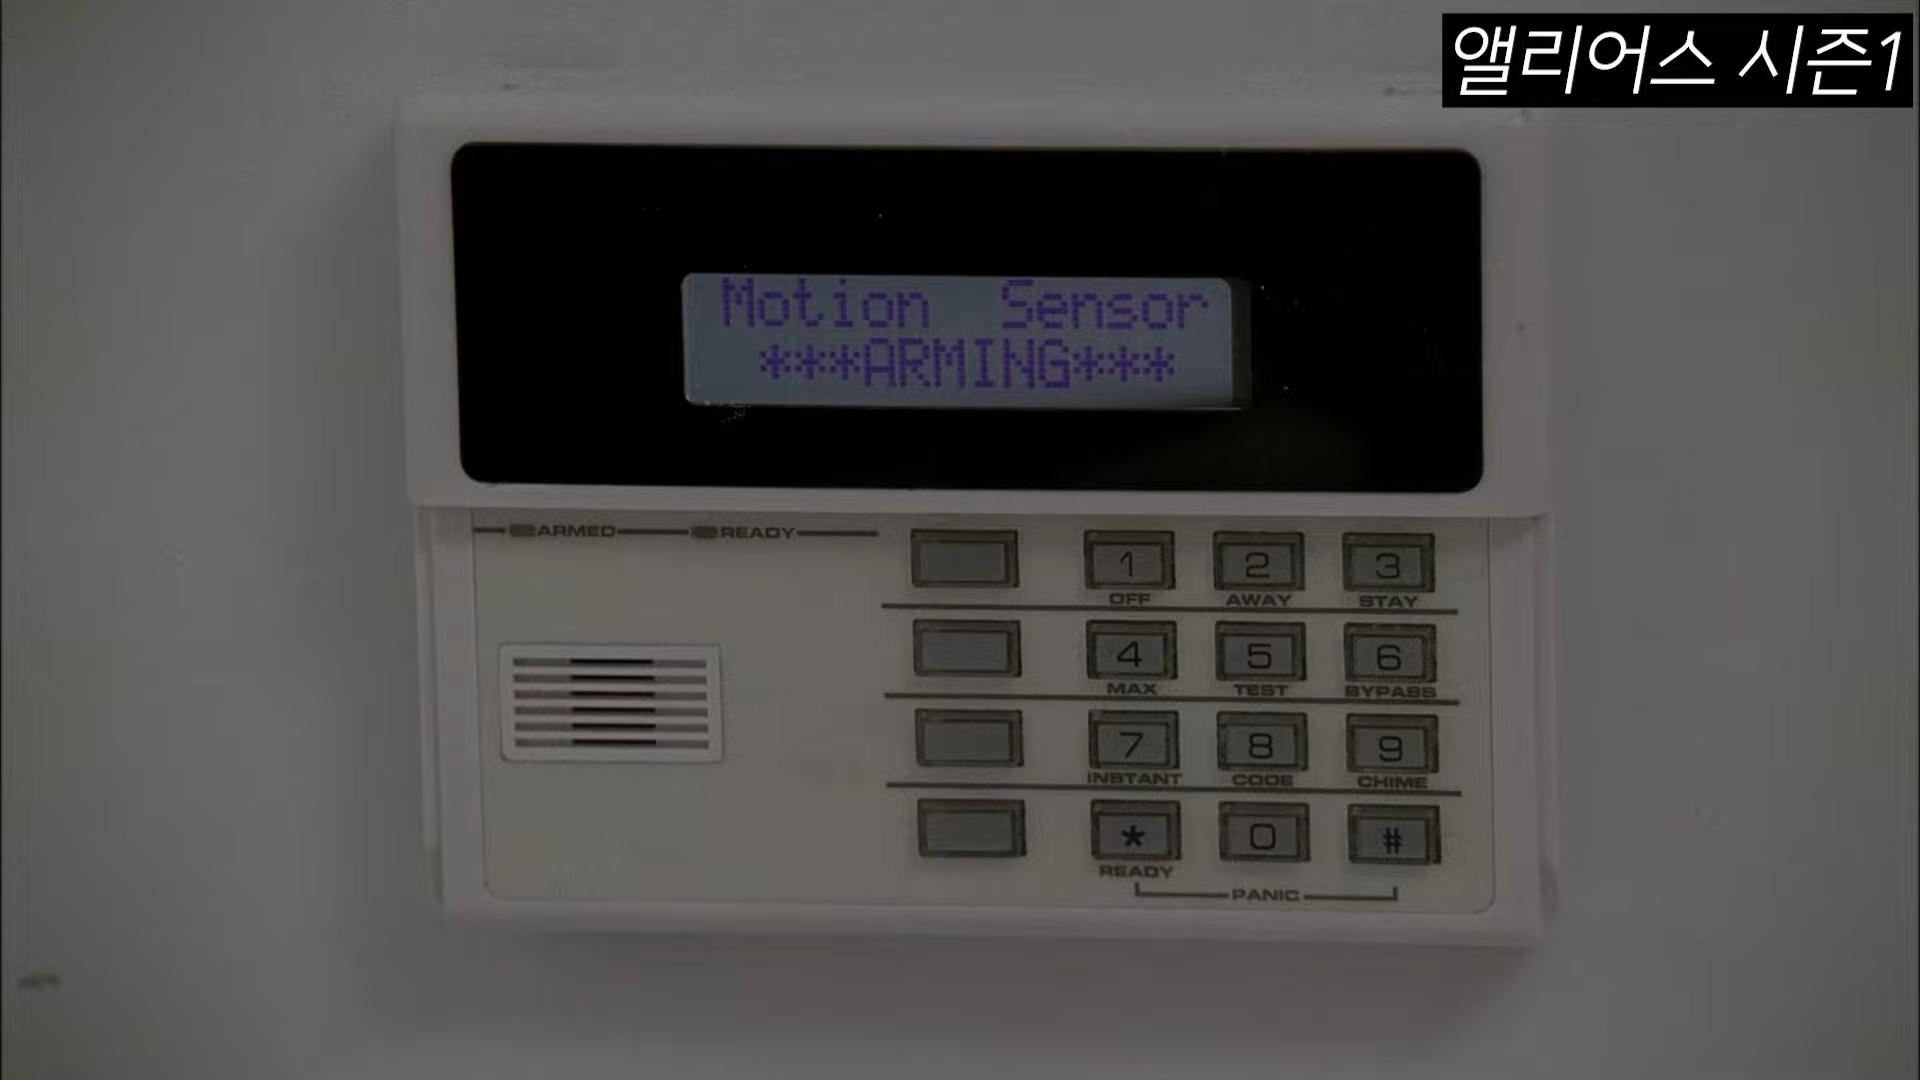 앨리어스 시즌1
Motion Sensor
***ARMING***
ARMED READY
1 2 3
OFF AWAY STAY
4 5 6
MAX TEST BYPASS
7 8 9
INSTANT CODE CHIME
* 0 #
READY
PANIC